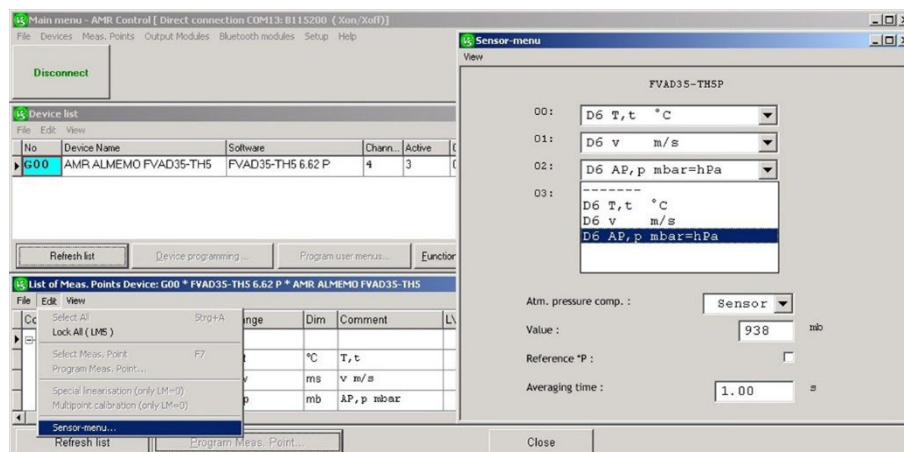 Main menu - AMR Control [ Direct connection COM13: B115200 (Xon/Xoff)]
File Devices Meas. Points Output Modules Bluetooth modules Setup Help
Disconnect
Device list
File Edit View
No Device Name Software Chann... Active
G00 AMR ALMEMO FVAD35-TH5 FVAD35-TH5 6.62 P 4 3
Refresh list Device programming ... Program user menus... Function
List of Meas. Points Device: G00 * FVAD35-TH5 6.62 P * AMR ALMEMO FVAD35-TH5
File Edit View
Co nge Dim Comment
°C T,t
ms v m/s
mb AP,p mbar
Select All Strg+A
Lock All ( LM5 )
Select Meas. Point F7
Program Meas. Point...
Special linearisation (only LM=0)
Multipoint calibration (only LM=0)
Sensor-menu...
Refresh list Program Meas. Point...
Sensor-menu
View
FVAD35-TH5P
00: D6 T,t °C
01: D6 v m/s
02: D6 AP,p mbar=hPa
03:
-------
D6 T,t °C
D6 v m/s
D6 AP,p mbar=hPa
Atm. pressure comp. : Sensor
Value : 938 mb
Reference *P :
Averaging time : 1.00 s
Close